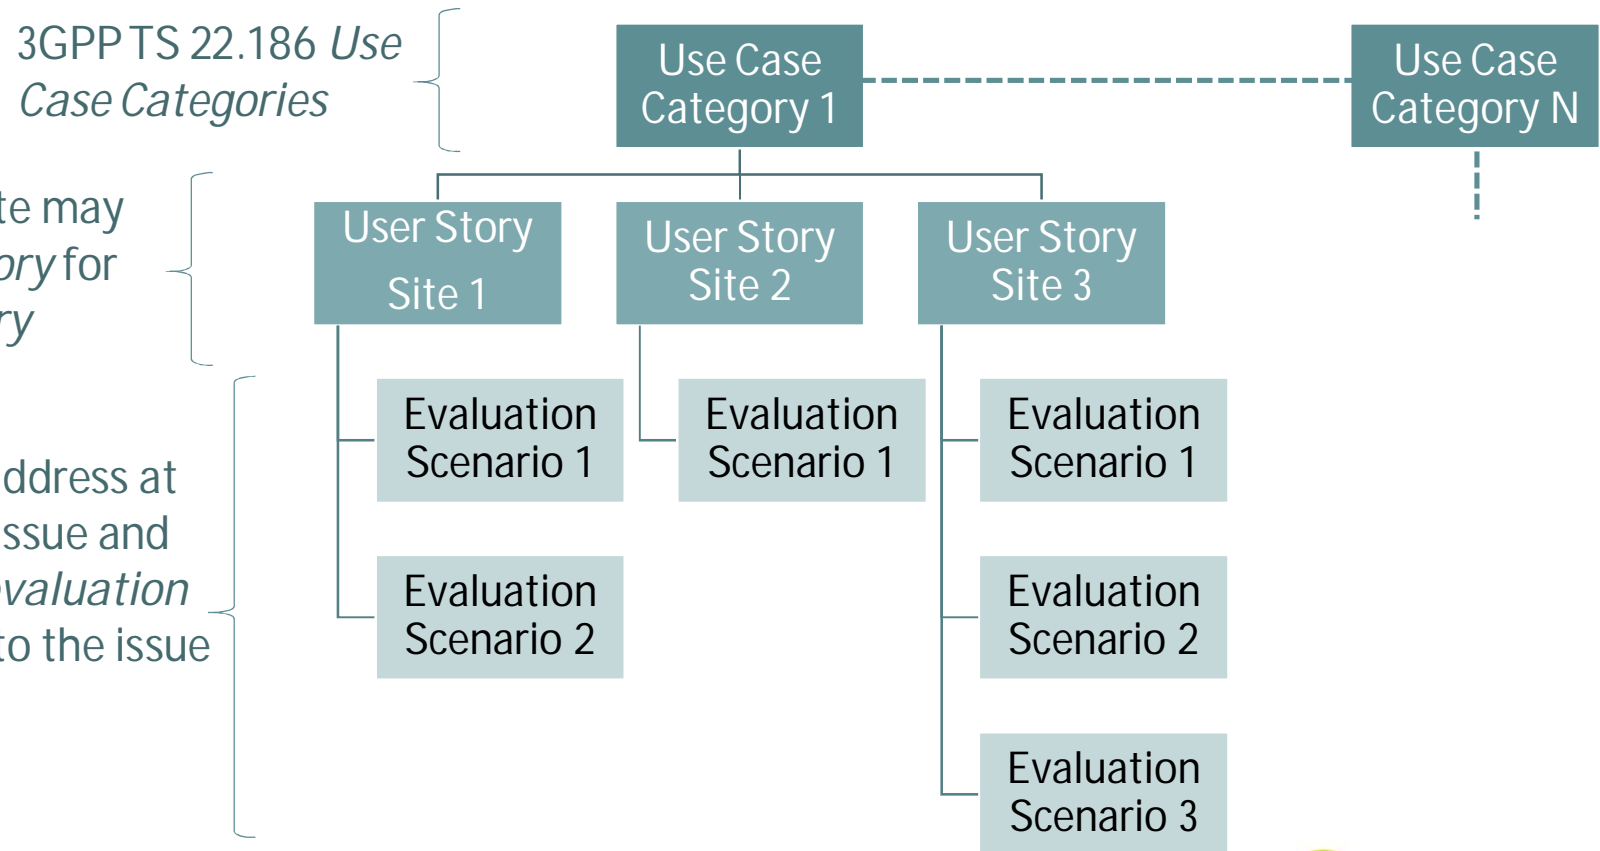 3GPP TS 22.186 Use
Case Categories
Use Case
Category 1
Use Case
Category N
te may
ory for
ry
User Story
Site 1
User Story
Site 2
User Story
Site 3
ddress at
issue and
evaluation
to the issue
Evaluation
Scenario 1
Evaluation
Scenario 1
Evaluation
Scenario 1
Evaluation
Scenario 2
Evaluation
Scenario 2
Evaluation
Scenario 3